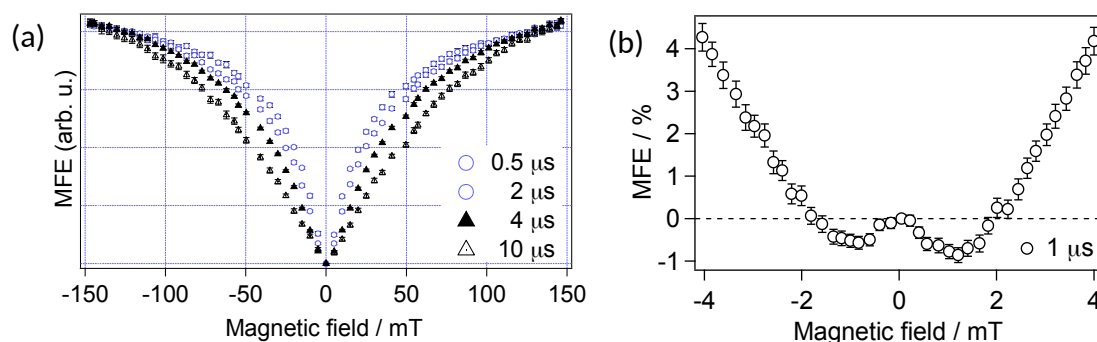 (a)
MFE (arb. u.)
0.5 μs
2 μs
4 μs
10 μs
-150 -100 -50 0 50 100 150
Magnetic field / mT
(b)
MFE / %
4
3
2
1
0
-1
1 μs
-4 -2 0 2 4
Magnetic field / mT